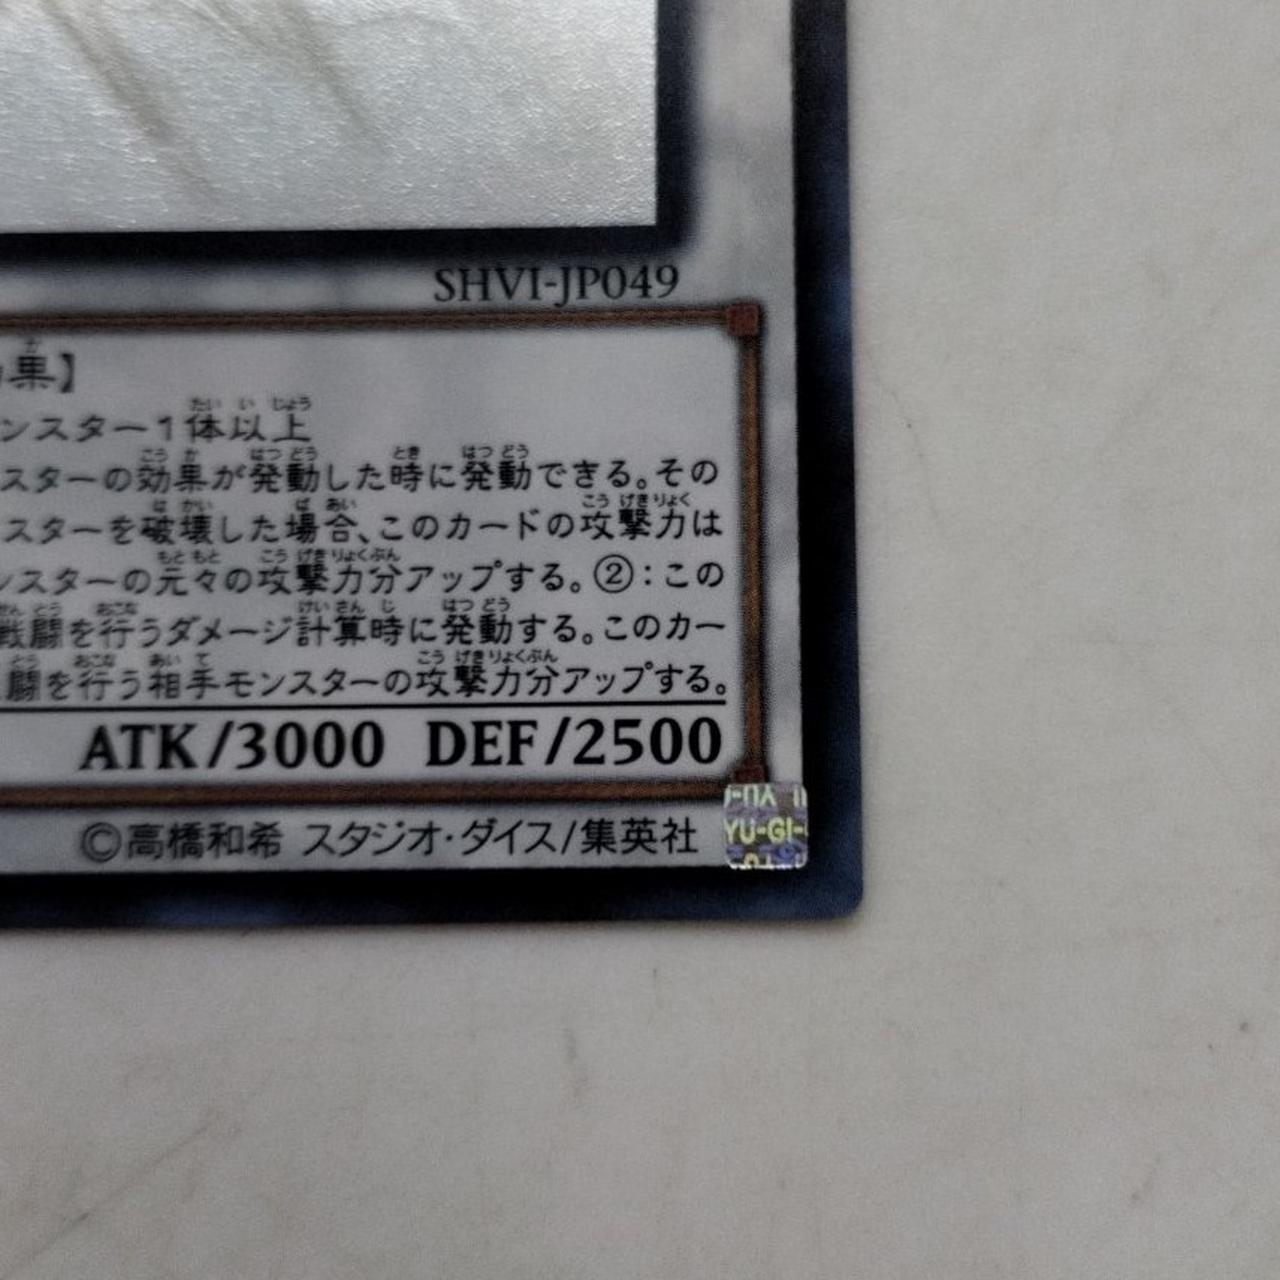 SHVI-JP049
果】
ンスター1体以上
スターの効果が発動した時に発動できる。その
スターを破壊した場合、このカードの攻撃力は
ンスターの元々の攻撃力分アップする。②:この
戦闘を行うダメージ計算時に発動する。このカー
闘を行う相手モンスターの攻撃力分アップする。
ATK/3000 DEF/2500
©高橋和希 スタジオ・ダイス/集英社
YU-GI-